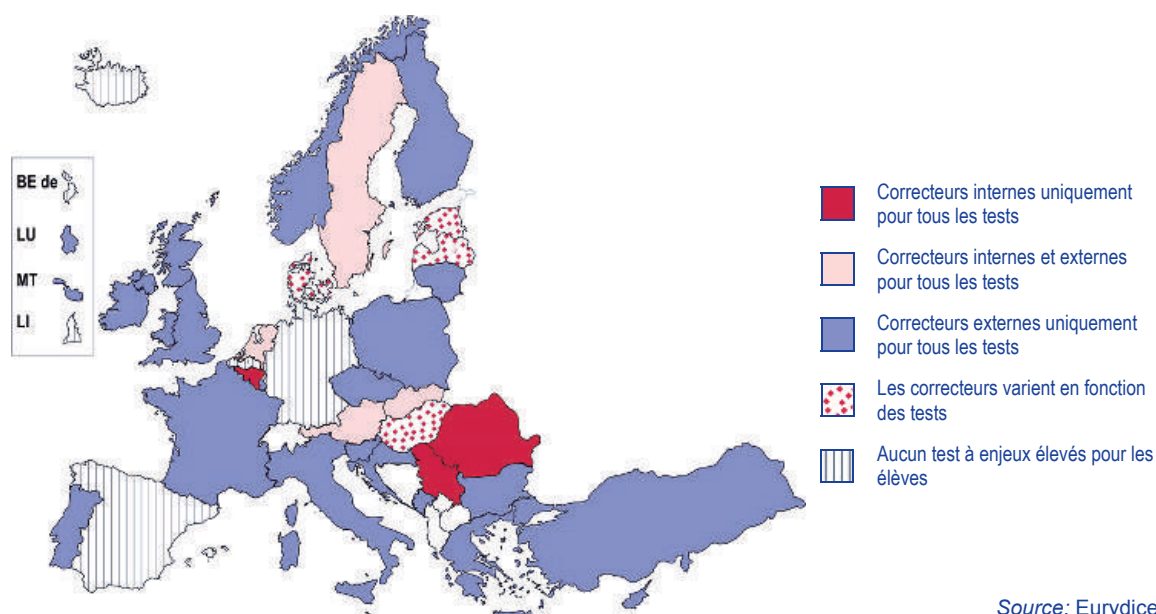 BE de
LU
MT
LI
Correcteurs internes uniquement
pour tous les tests
Correcteurs internes et externes
pour tous les tests
Correcteurs externes uniquement
pour tous les tests
Les correcteurs varient en fonction
des tests
Aucun test à enjeux élevés pour les
élèves
Source: Eurydice